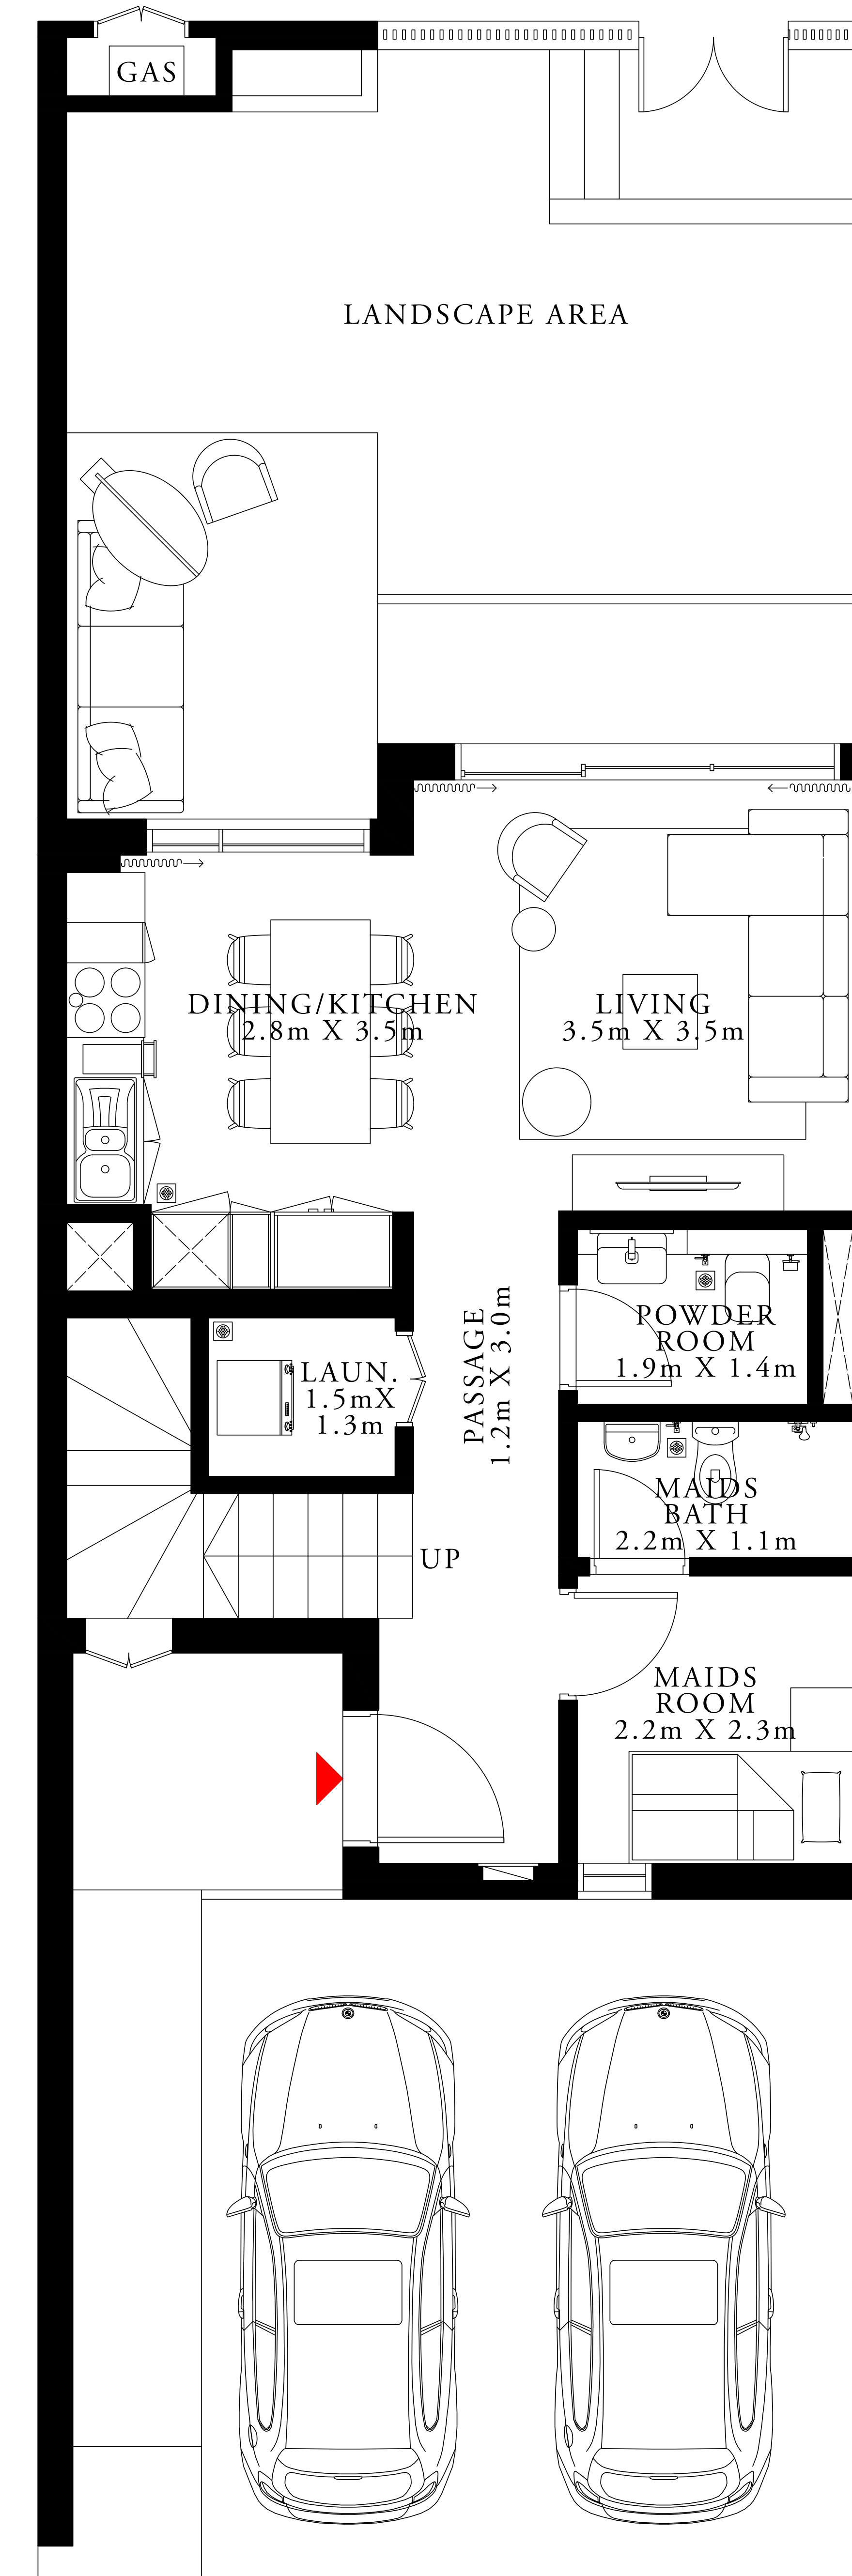 GAS
LANDSCAPE AREA
DINING/KITCHEN
2.8m X 3.5m
LIVING
3.5m X 3.5m
POWDER
ROOM
1.9m X 1.4m
LAUN.
1.5mX
1.3m
PASSAGE
1.2m X 3.0m
MAIDS
BATH
2.2m X 1.1m
UP
MAIDS
ROOM
2.2m X 2.3m